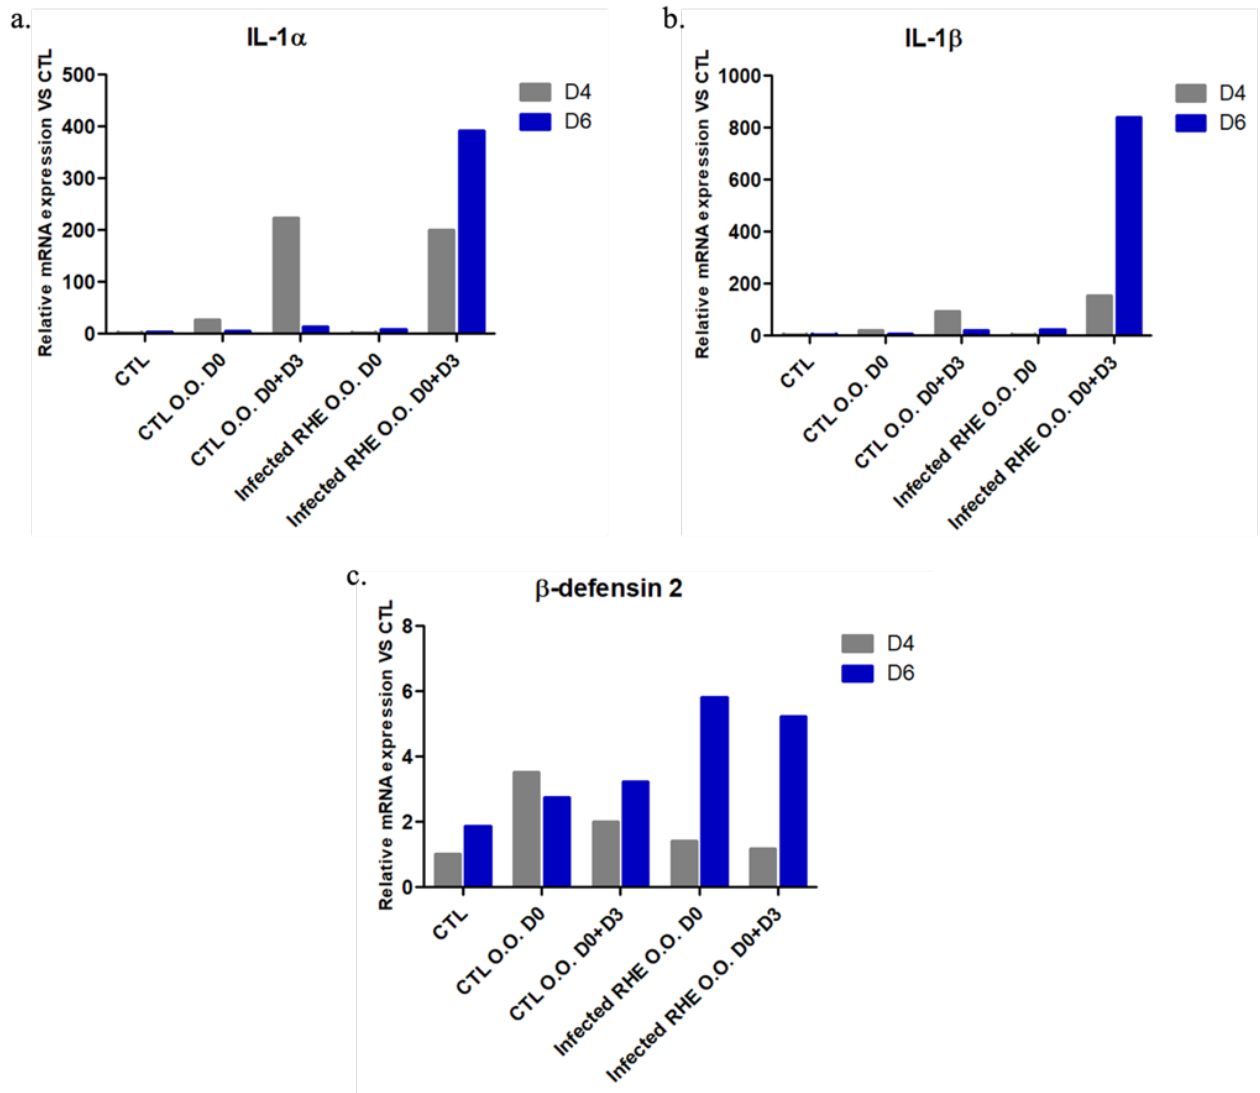 a.
IL-1α
Relative mRNA expression VS CTL
500
400
300
200
100
0
D4
D6
CTL
CTL O.O. D0
CTL O.O. D0+D3
Infected RHE O.O. D0
Infected RHE O.O. D0+D3
b.
IL-1β
Relative mRNA expression VS CTL
1000
800
600
400
200
0
D4
D6
CTL
CTL O.O. D0
CTL O.O. D0+D3
Infected RHE O.O. D0
Infected RHE O.O. D0+D3
c.
β-defensin 2
Relative mRNA expression VS CTL
8
6
4
2
0
D4
D6
CTL
CTL O.O. D0
CTL O.O. D0+D3
Infected RHE O.O. D0
Infected RHE O.O. D0+D3